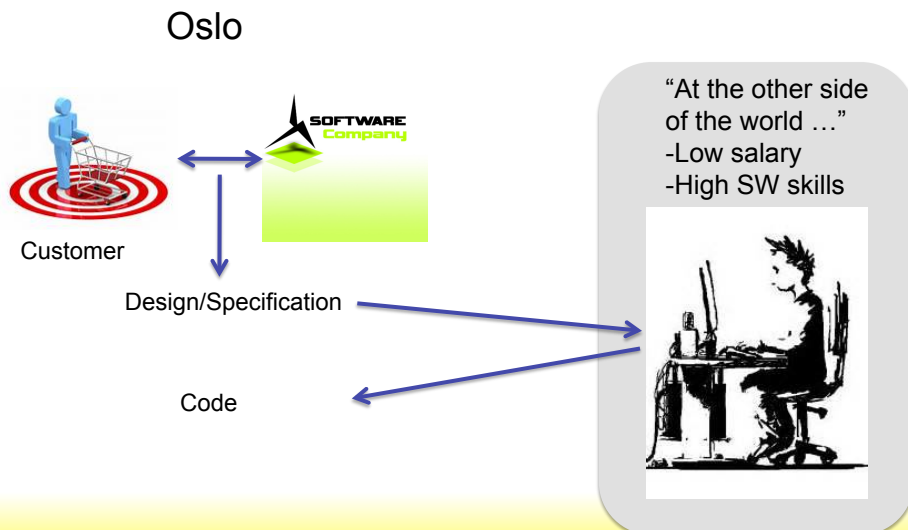 Oslo
SOFTWARE
Company
Customer
Design/Specification
Code
“At the other side
of the world …”
-Low salary
-High SW skills